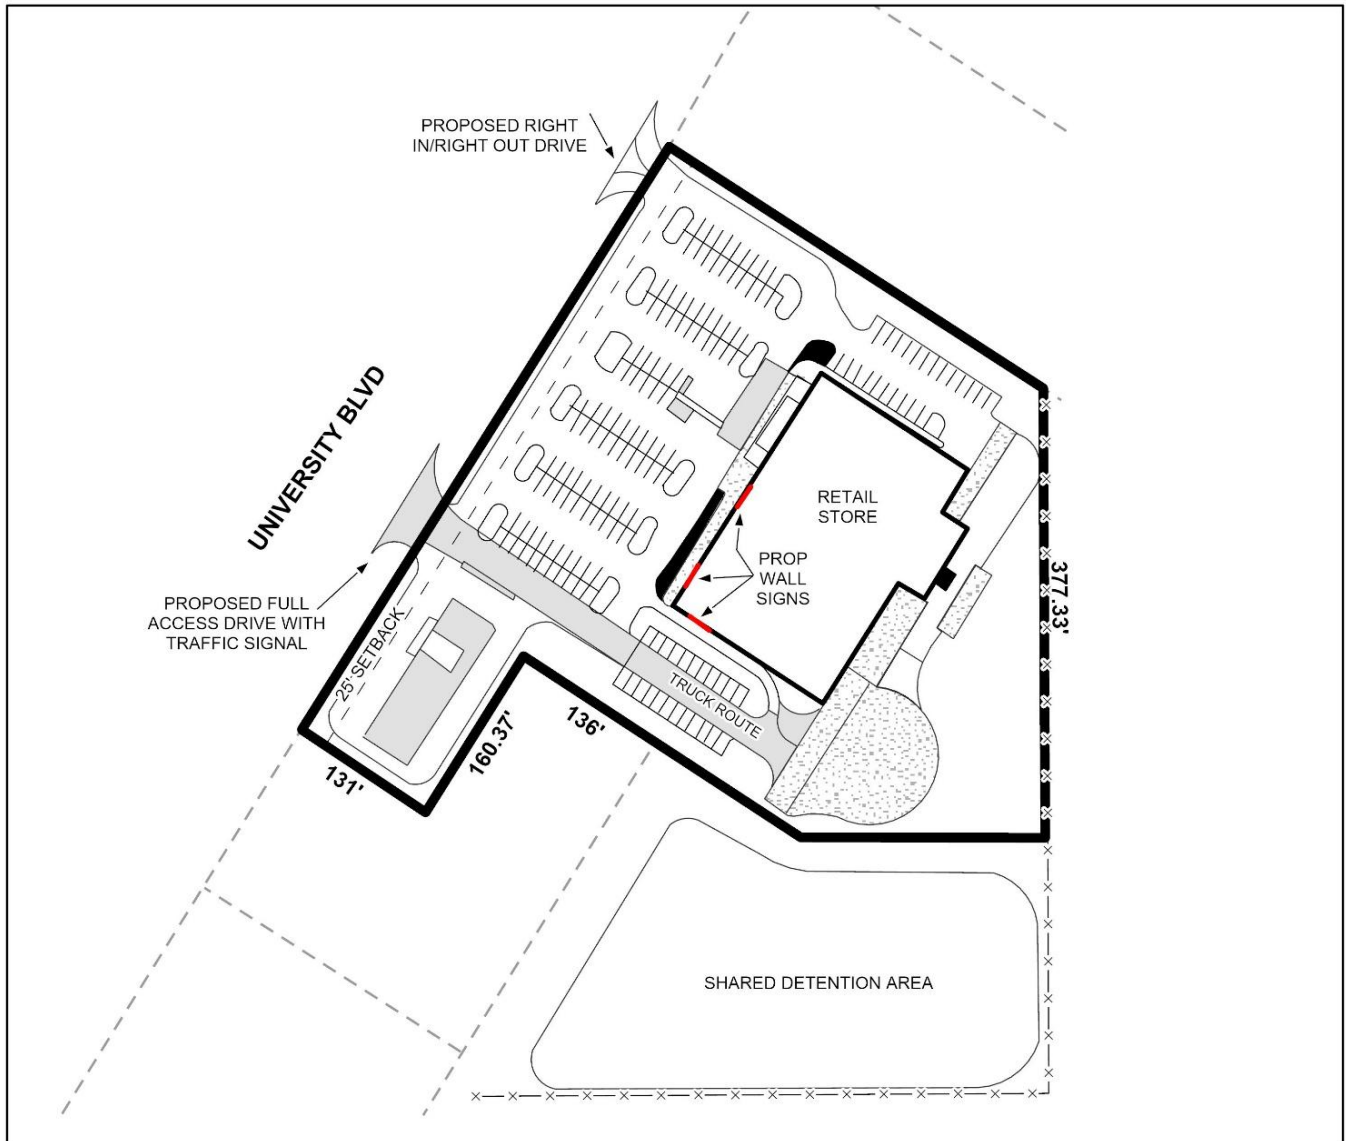 PROPOSED RIGHT
IN/RIGHT OUT DRIVE
UNIVERSITY BLVD
RETAIL
STORE
PROP
WALL
SIGNS
377.33'
PROPOSED FULL
ACCESS DRIVE WITH
TRAFFIC SIGNAL
25' SETBACK
TRUCK ROUTE
136'
160.37'
131'
SHARED DETENTION AREA